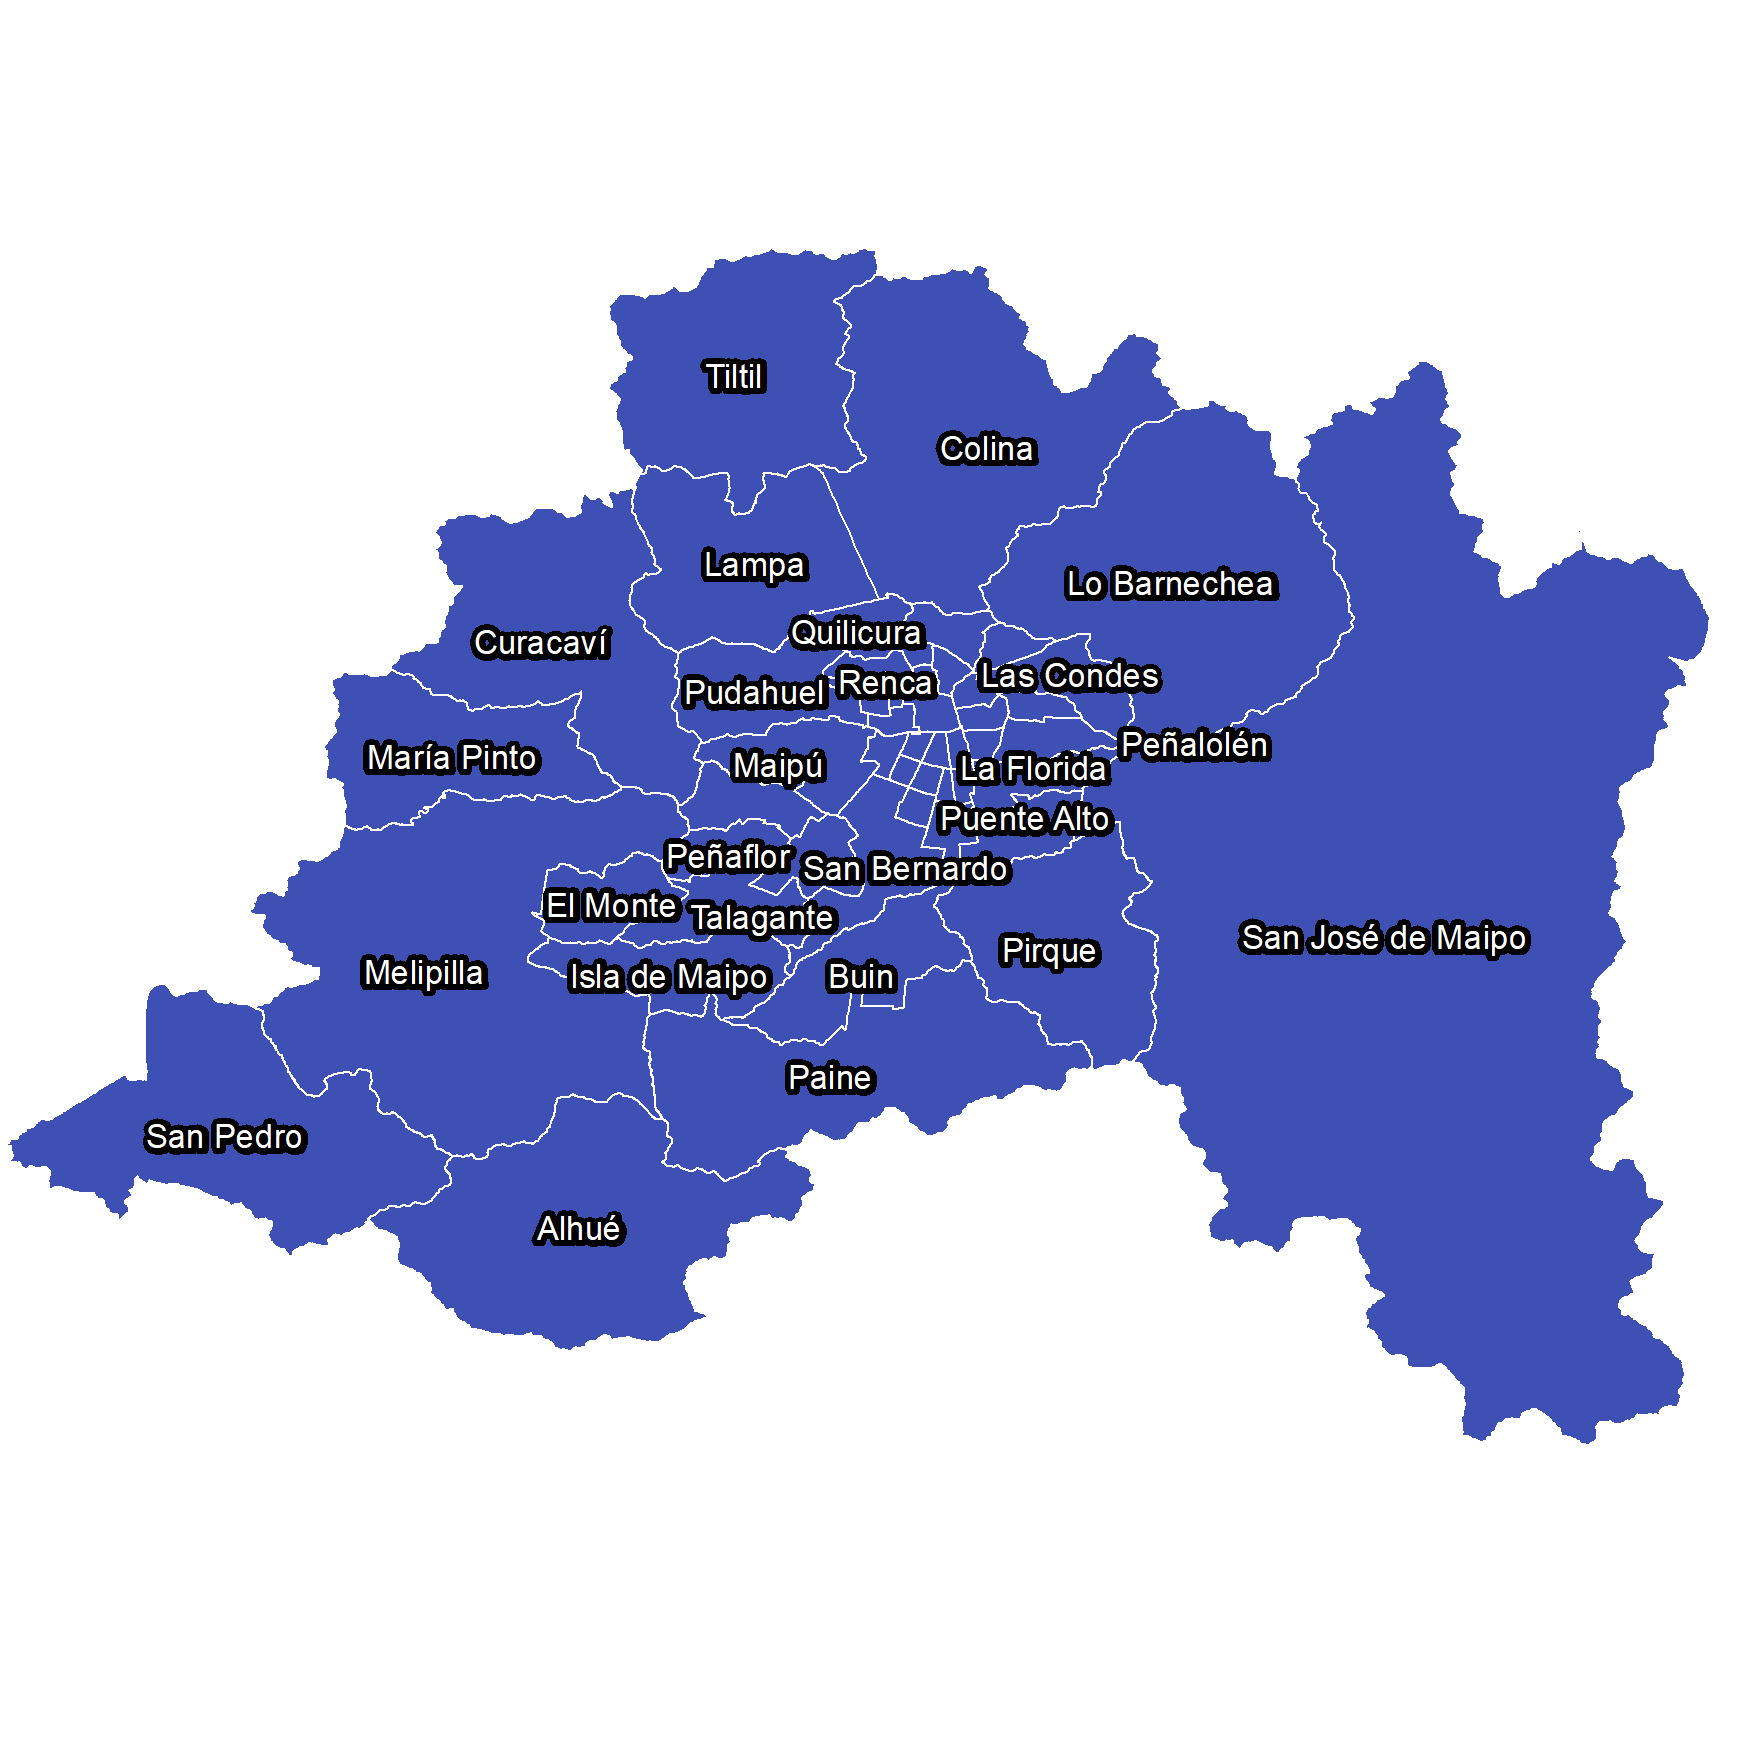 Tiltil
Colina
Lampa
Lo Barnechea
Quilicura
Curacaví
Las Condes
Renca
Pudahuel
Peñalolén
María Pinto
Maipú
La Florida
Puente Alto
Peñaflor
San Bernardo
El Monte
Talagante
San José de Maipo
Pirque
Melipilla
Isla de Maipo
Buin
Paine
San Pedro
Alhué